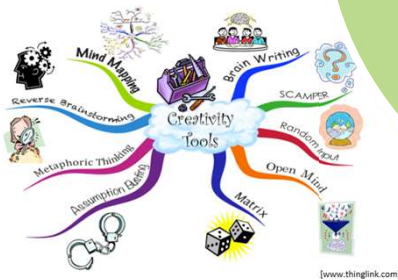 Mind Mapping
Brain Writing
Reverse Brainstorming
SCAMPER
Creativity
Tools
Random Input
Metaphoric Thinking
Open Mind
Assumption Busting
Matrix
[www.thinglink.com